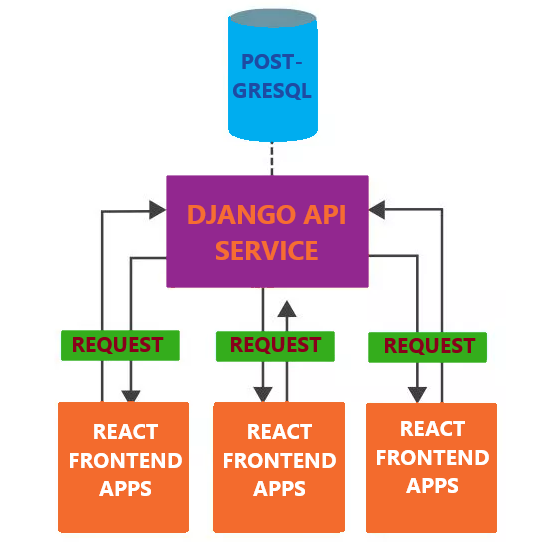 POST-
GRESQL
DJANGO API
SERVICE
REQUEST
REQUEST
REQUEST
REACT
FRONTEND
APPS
REACT
FRONTEND
APPS
REACT
FRONTEND
APPS